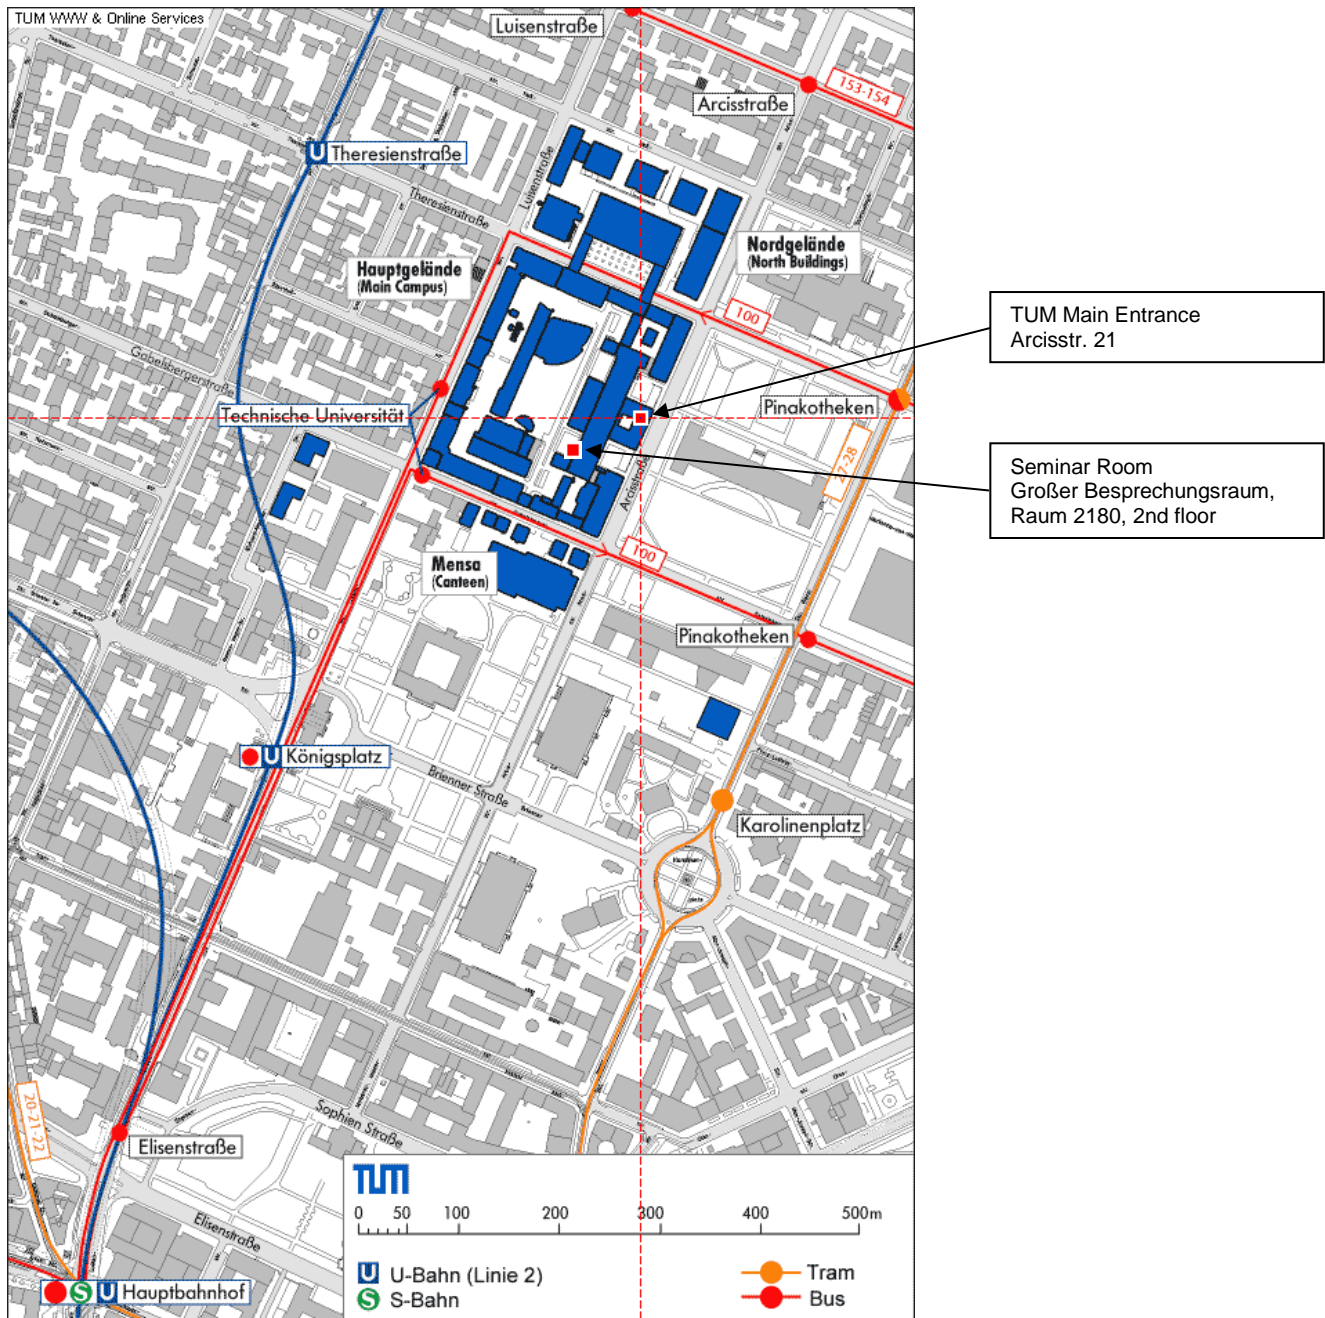 TUM WWW & Online Services
Luisenstraße
153-154
Arcisstraße
U Theresienstraße
Luisenstraße
Theresienstraße
Nordgelände
(North Buildings)
Hauptgelände
(Main Campus)
100
TUM Main Entrance
Arcisstr. 21
Gabelsbergerstraße
Technische Universität
Pinakotheken
27-28
Arcisstraße
Seminar Room
Großer Besprechungsraum,
Raum 2180, 2nd floor
100
Mensa
(Canteen)
Pinakotheken
U Königsplatz
Brienner Straße
Karolinenplatz
20-21-22
Sophien Straße
Elisenstraße
Elisenstraße
TUM
0 50 100 200 300 400 500m
U U-Bahn (Linie 2)
S S-Bahn
Tram
Bus
S U Hauptbahnhof